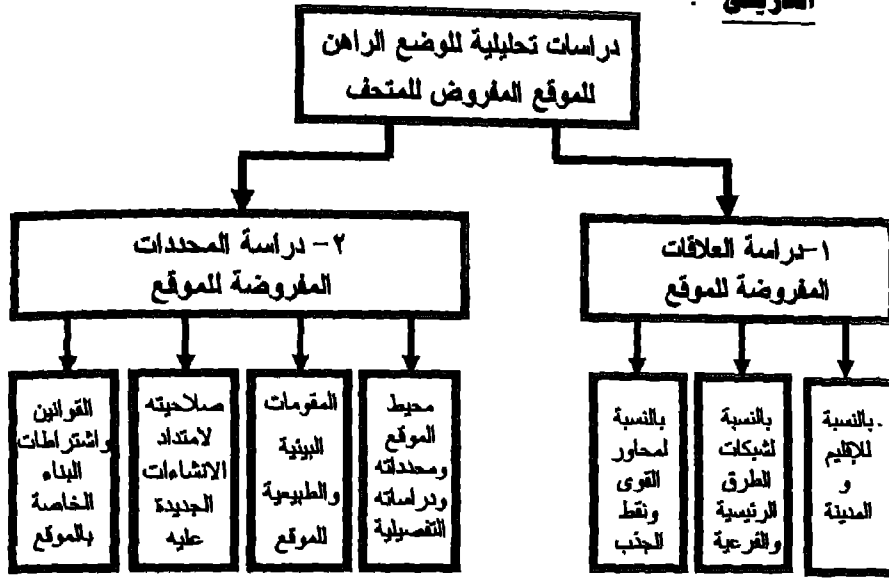 دراسات تحليلية للوضع الراهن
للموقع المفروض للمتحف
١-دراسة العلاقات
المفروضة للموقع
٢- دراسة المحددات
المفروضة للموقع
.بالنسبة
للإقليم
و
المدينة
بالنسبة
لشبكات
الطرق
الرئيسية
والفرعية
بالنسبة
لمحاور
القوى
ونقط
الجذب
محيط
الموقع
ومحدداته
ودراساته
التفصيلية
المقومات
البيئية
والطبيعية
للموقع
صلاحيته
لامتداد
الانشاءات
الجديدة
عليه
القوانين
واشتراطات
البناء
الخاصة
بالموقع